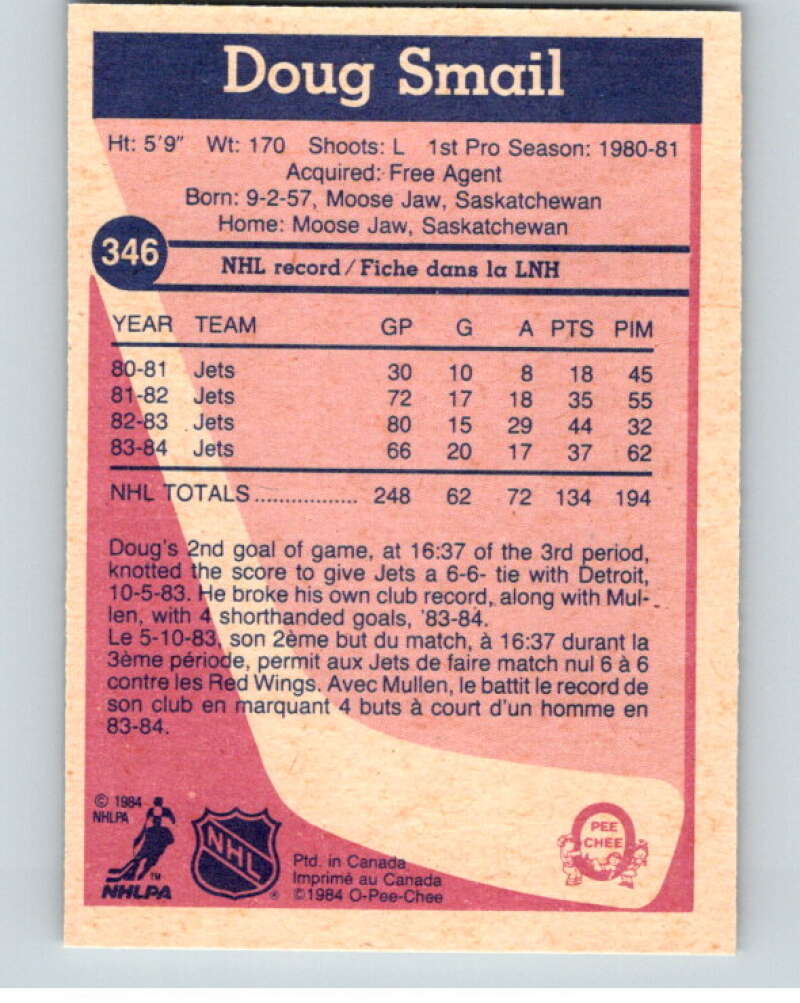 Doug Smail
Ht: 5'9" Wt: 170 Shoots: L 1st Pro Season: 1980-81
Acquired: Free Agent
Born: 9-2-57, Moose Jaw, Saskatchewan
Home: Moose Jaw, Saskatchewan
346
NHL record/Fiche dans la LNH
YEAR TEAM GP G A PTS PIM
80-81 Jets 30 10 8 18 45
81-82 Jets 72 17 18 35 55
82-83 Jets 80 15 29 44 32
83-84 Jets 66 20 17 37 62
NHL TOTALS ................. 248 62 72 134 194
Doug's 2nd goal of game, at 16:37 of the 3rd period,
knotted the score to give Jets a 6-6- tie with Detroit,
10-5-83. He broke his own club record, along with Mul-
len, with 4 shorthanded goals, '83-84.
Le 5-10-83, son 2ème but du match, à 16:37 durant la
3ème période, permit aux Jets de faire match nul 6 à 6
contre les Red Wings. Avec Mullen, le battit le record de
son club en marquant 4 buts à court d'un homme en
83-84.
© 1984
NHLPA
TM
NHLPA
NHL
®
Ptd. in Canada
Imprimé au Canada
©1984 O-Pee-Chee
PEE
CHEE